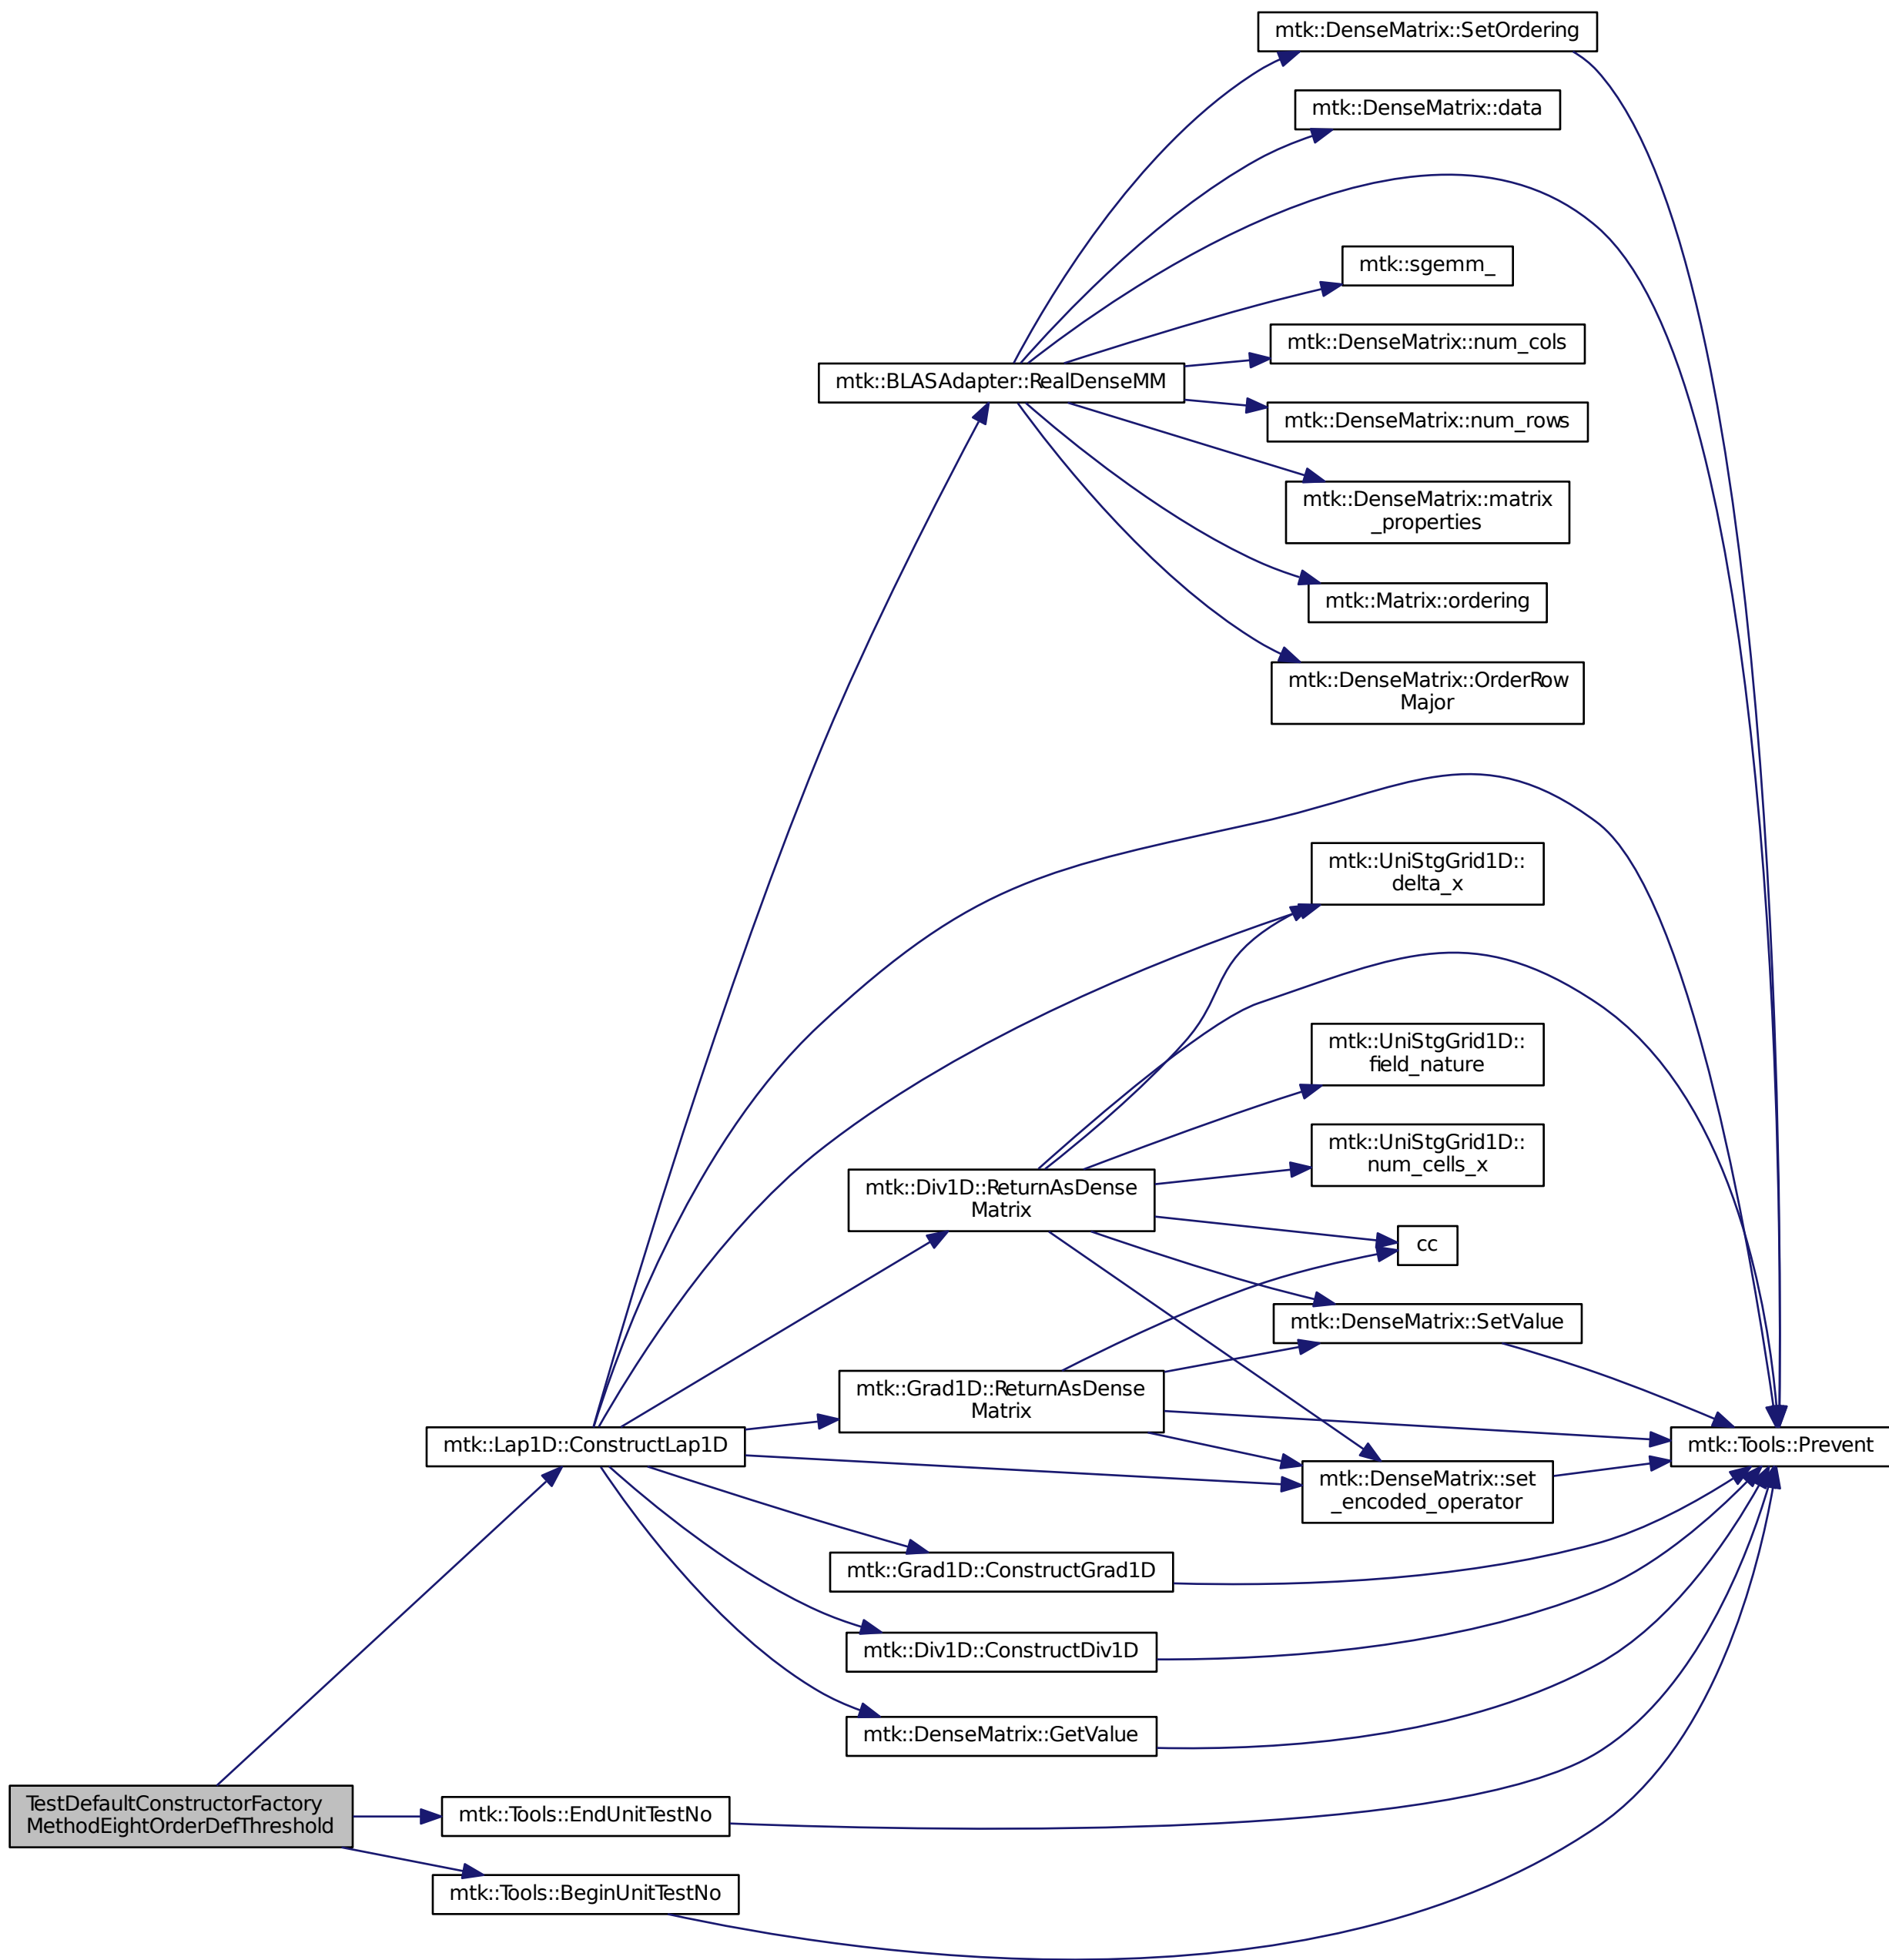 mtk::DenseMatrix::SetOrdering
mtk::DenseMatrix::data
mtk::sgemm_
mtk::DenseMatrix::num_cols
mtk::BLASAdapter::RealDenseMM
mtk::DenseMatrix::num_rows
mtk::DenseMatrix::matrix
_properties
mtk::Matrix::ordering
mtk::DenseMatrix::OrderRow
Major
mtk::UniStgGrid1D::
delta_x
mtk::UniStgGrid1D::
field_nature
mtk::UniStgGrid1D::
num_cells_x
mtk::Div1D::ReturnAsDense
Matrix
cc
mtk::DenseMatrix::SetValue
mtk::Grad1D::ReturnAsDense
Matrix
mtk::Lap1D::ConstructLap1D
mtk::Tools::Prevent
mtk::DenseMatrix::set
_encoded_operator
mtk::Grad1D::ConstructGrad1D
mtk::Div1D::ConstructDiv1D
mtk::DenseMatrix::GetValue
TestDefaultConstructorFactory
MethodEightOrderDefThreshold
mtk::Tools::EndUnitTestNo
mtk::Tools::BeginUnitTestNo